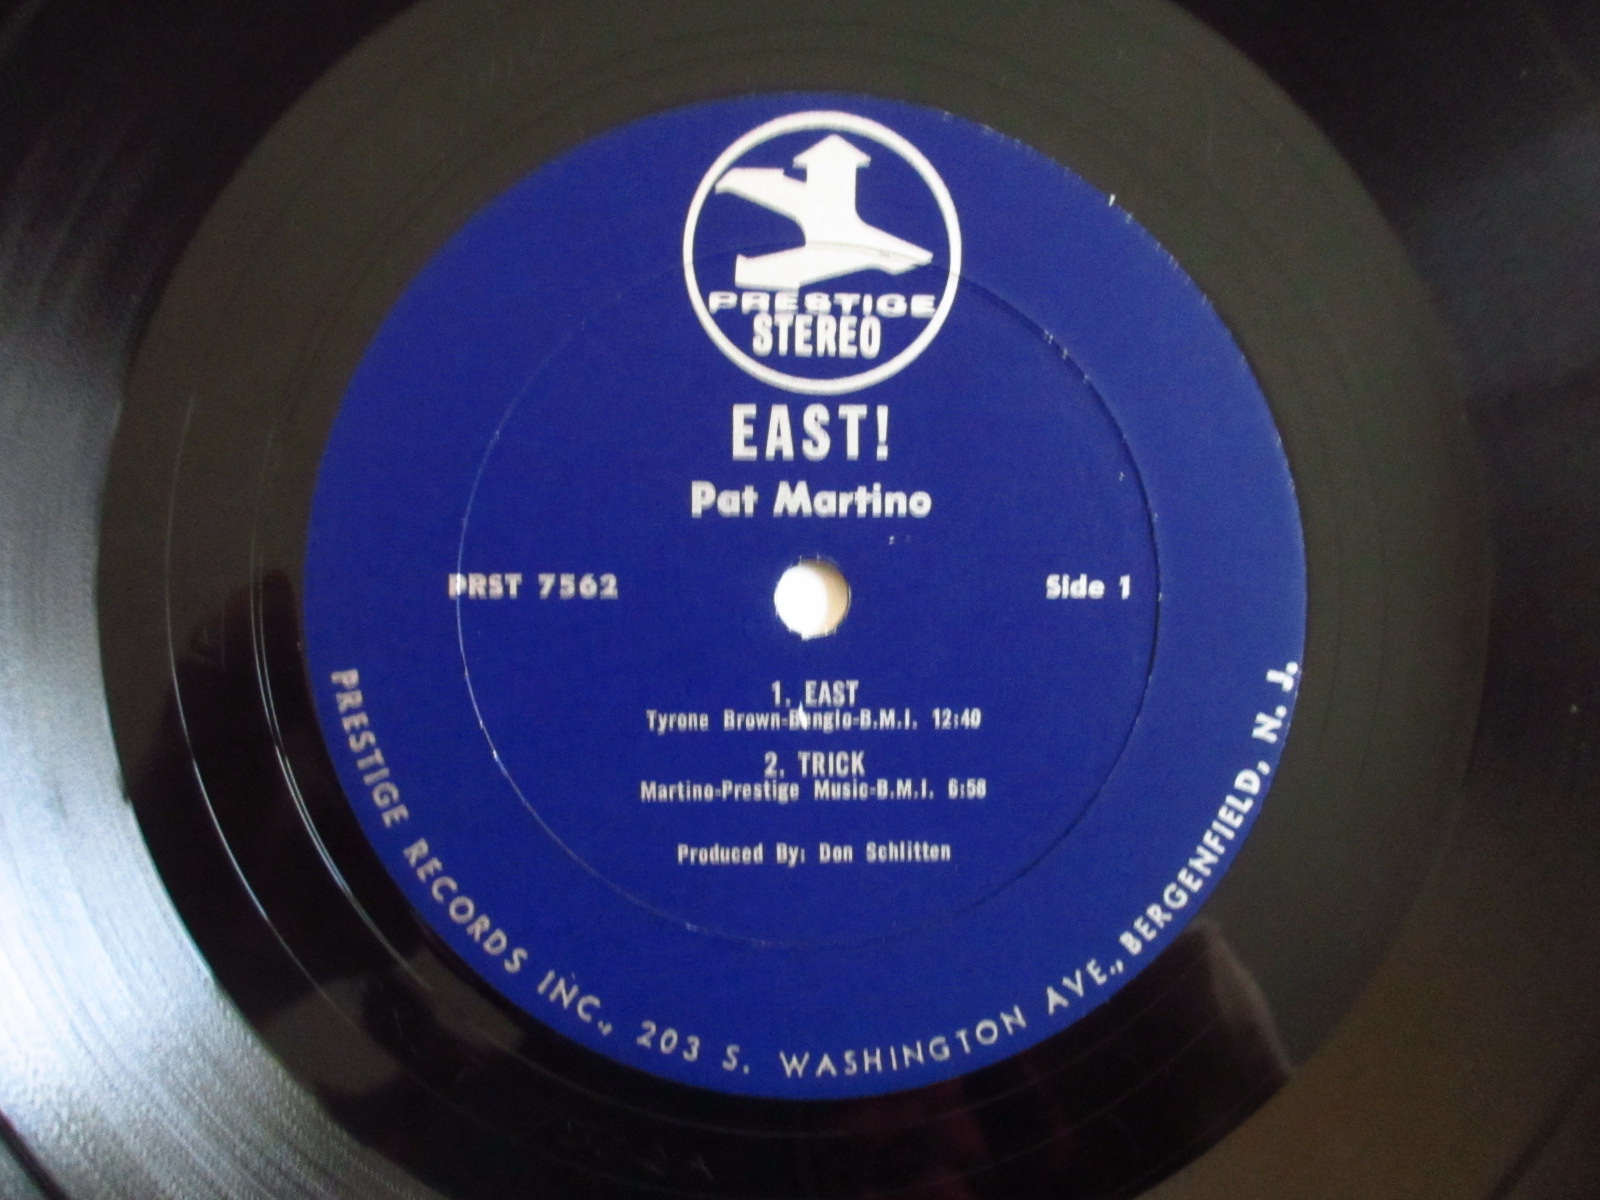 PRESTIGE
STEREO
EAST!
Pat Martino
PRST 7562
Side 1
1. EAST
Tyrone Brown-Benglo-B.M.I. 12:40
2. TRICK
Martino-Prestige Music-B.M.I. 6:58
Produced By: Don Schlitten
PRESTIGE RECORDS INC., 203 S. WASHINGTON AVE., BERGENFIELD, N. J.